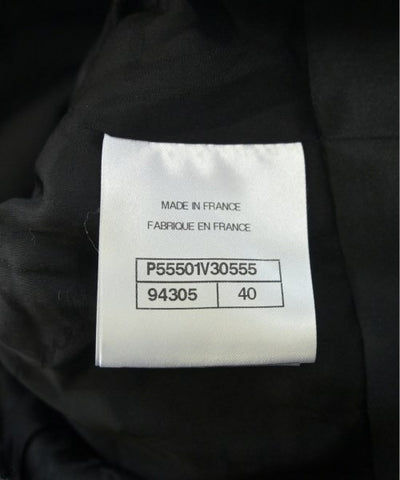 MADE IN FRANCE
FABRIQUE EN FRANCE
P55501V30555
94305 40